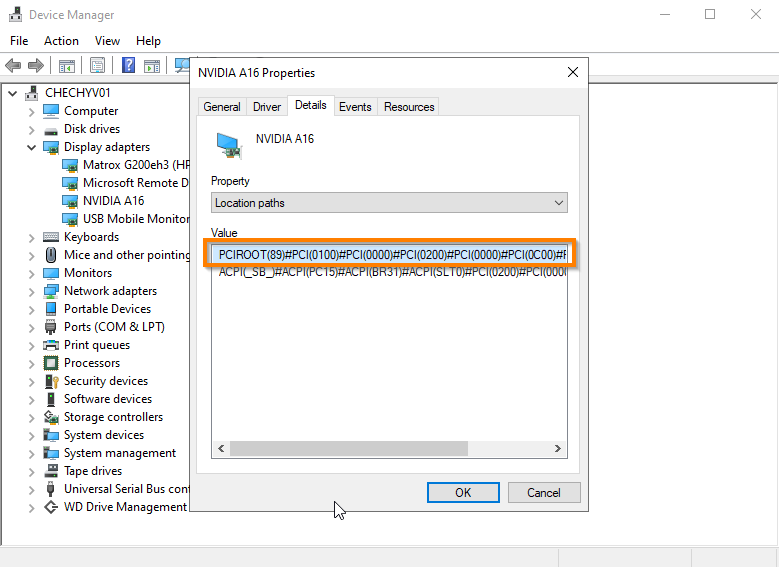 Device Manager
File Action View Help
NVIDIA A16 Properties
General Driver Details Events Resources
NVIDIA A16
Property
Location paths
Value
PCIROOT(89)#PCI(0100)#PCI(0000)#PCI(0200)#PCI(0000)#PCI(0C00)#P
ACPI(_SB_)#ACPI(PC15)#ACPI(BR31)#ACPI(SLT0)#PCI(0200)#PCI(000
OK Cancel
CHECHYV01
Computer
Disk drives
Display adapters
Matrox G200eh3 (HP
Microsoft Remote D
NVIDIA A16
USB Mobile Monitor
Keyboards
Mice and other pointing
Monitors
Network adapters
Portable Devices
Ports (COM & LPT)
Print queues
Processors
Security devices
Software devices
Storage controllers
System devices
System management
Tape drives
Universal Serial Bus cont
WD Drive Management